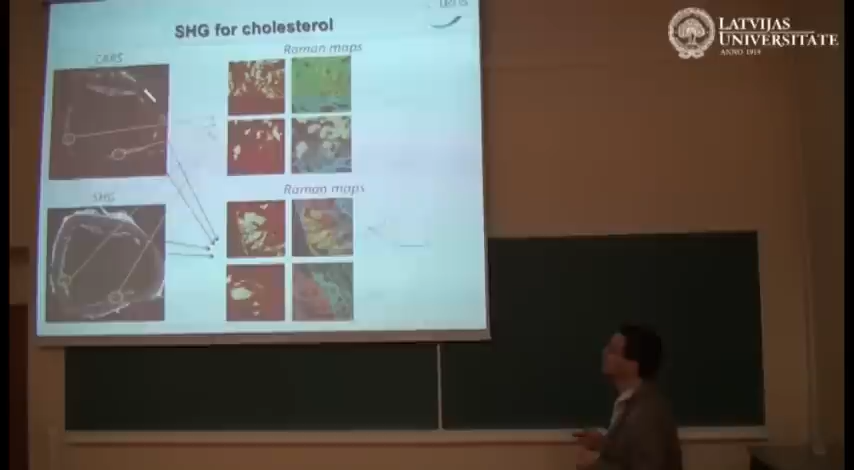 SHG for cholesterol
CARS
Raman maps
SHG
Raman maps
LATVIJAS
UNIVERSITĀTE
ANNO 1919